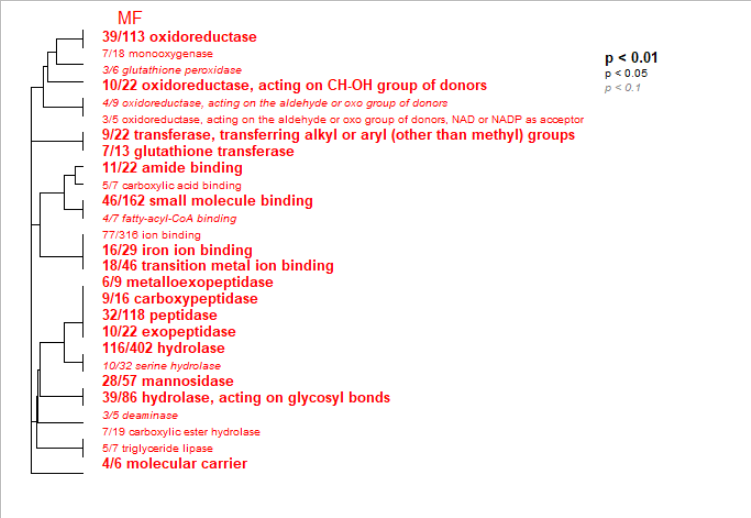 MF
39/113 oxidoreductase
7/18 monooxygenase
3/6 glutathione peroxidase
10/22 oxidoreductase, acting on CH-OH group of donors
4/9 oxidoreductase, acting on the aldehyde or oxo group of donors
3/5 oxidoreductase, acting on the aldehyde or oxo group of donors, NAD or NADP as acceptor
9/22 transferase, transferring alkyl or aryl (other than methyl) groups
7/13 glutathione transferase
11/22 amide binding
5/7 carboxylic acid binding
46/162 small molecule binding
4/7 fatty-acyl-CoA binding
77/316 ion binding
16/29 iron ion binding
18/46 transition metal ion binding
6/9 metalloexopeptidase
9/16 carboxypeptidase
32/118 peptidase
10/22 exopeptidase
116/402 hydrolase
10/32 serine hydrolase
28/57 mannosidase
39/86 hydrolase, acting on glycosyl bonds
3/5 deaminase
7/19 carboxylic ester hydrolase
5/7 triglyceride lipase
4/6 molecular carrier
p < 0.01
p < 0.05
p < 0.1